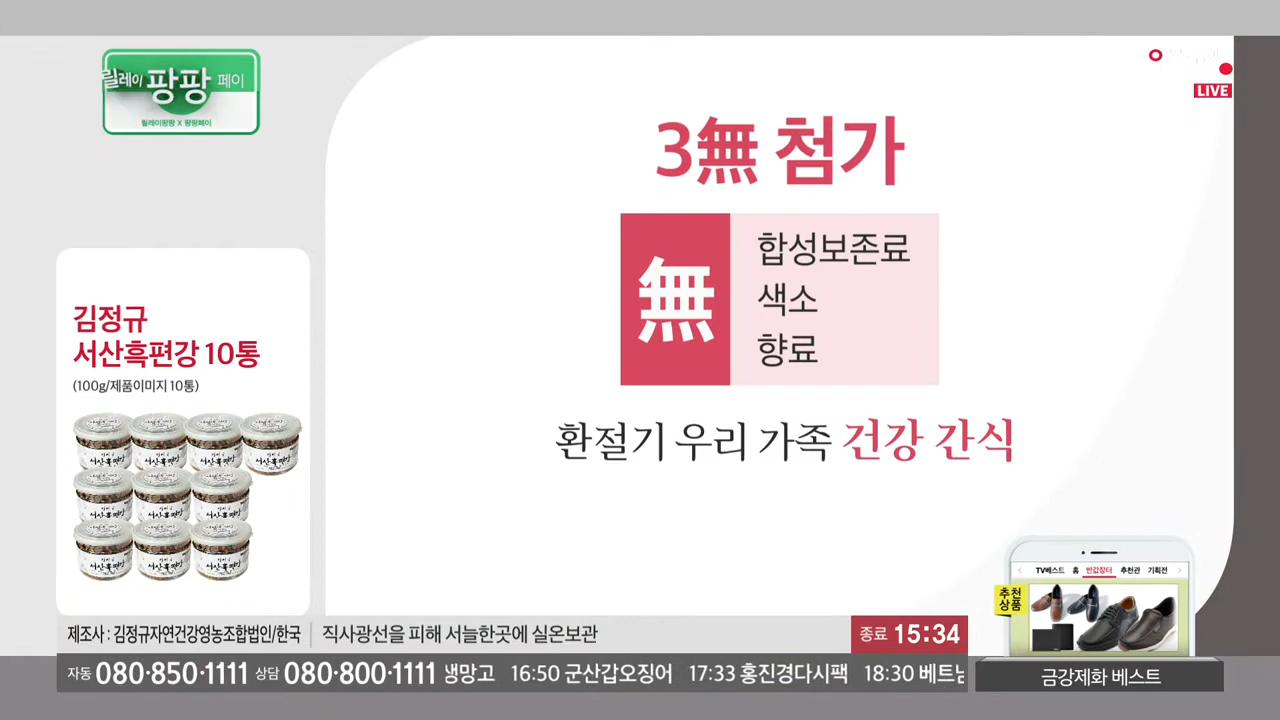 릴레이 팡팡 페이
릴레이팡팡 X 팡팡페이
LIVE
3無 첨가
無
합성보존료
색소
향료
환절기 우리 가족 건강 간식
김정규
서산흑편강 10통
(100g/제품이미지 10통)
서산흑편강
제조사 : 김정규자연건강영농조합법인/한국
직사광선을 피해 서늘한곳에 실온보관
종료 15:34
자동 080·850·1111 상담 080·800·1111 냉망고 16:50 군산갑오징어 17:33 홍진경다시팩 18:30 베트남
TV베스트 홈 반값장터 추천관 기획전
추천
상품
금강제화 베스트